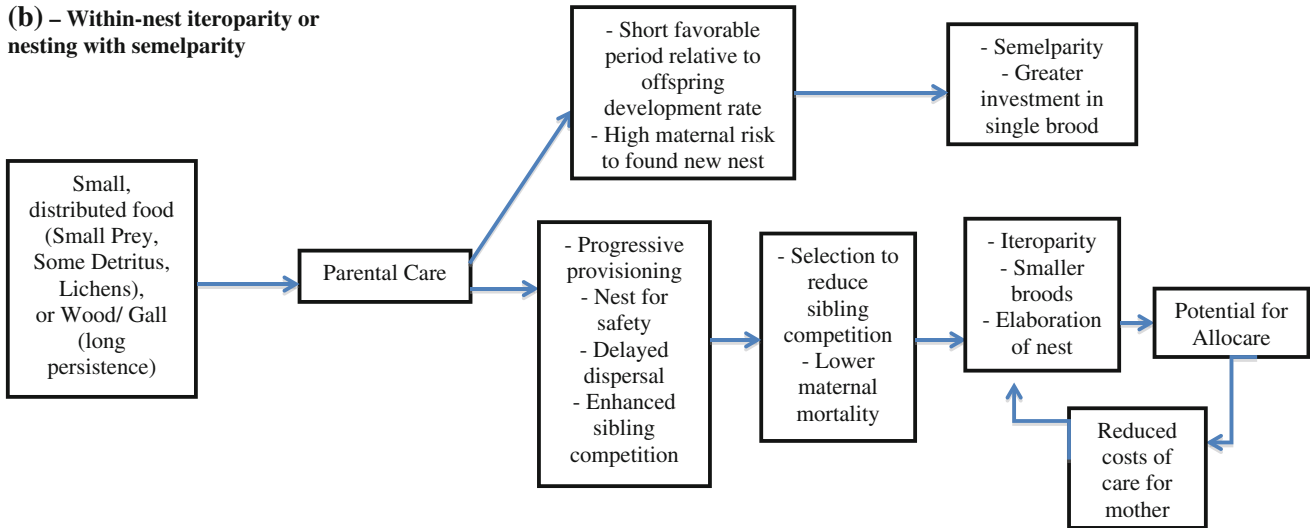 (b) – Within-nest iteroparity or
nesting with semelparity
Small,
distributed food
(Small Prey,
Some Detritus,
Lichens),
or Wood/ Gall
(long
persistence)
Parental Care
- Short favorable
period relative to
offspring
development rate
- High maternal risk
to found new nest
- Semelparity
- Greater
investment in
single brood
- Progressive
provisioning
- Nest for
safety
- Delayed
dispersal
- Enhanced
sibling
competition
- Selection to
reduce
sibling
competition
- Lower
maternal
mortality
- Iteroparity
- Smaller
broods
- Elaboration
of nest
Potential for
Allocare
Reduced
costs of
care for
mother